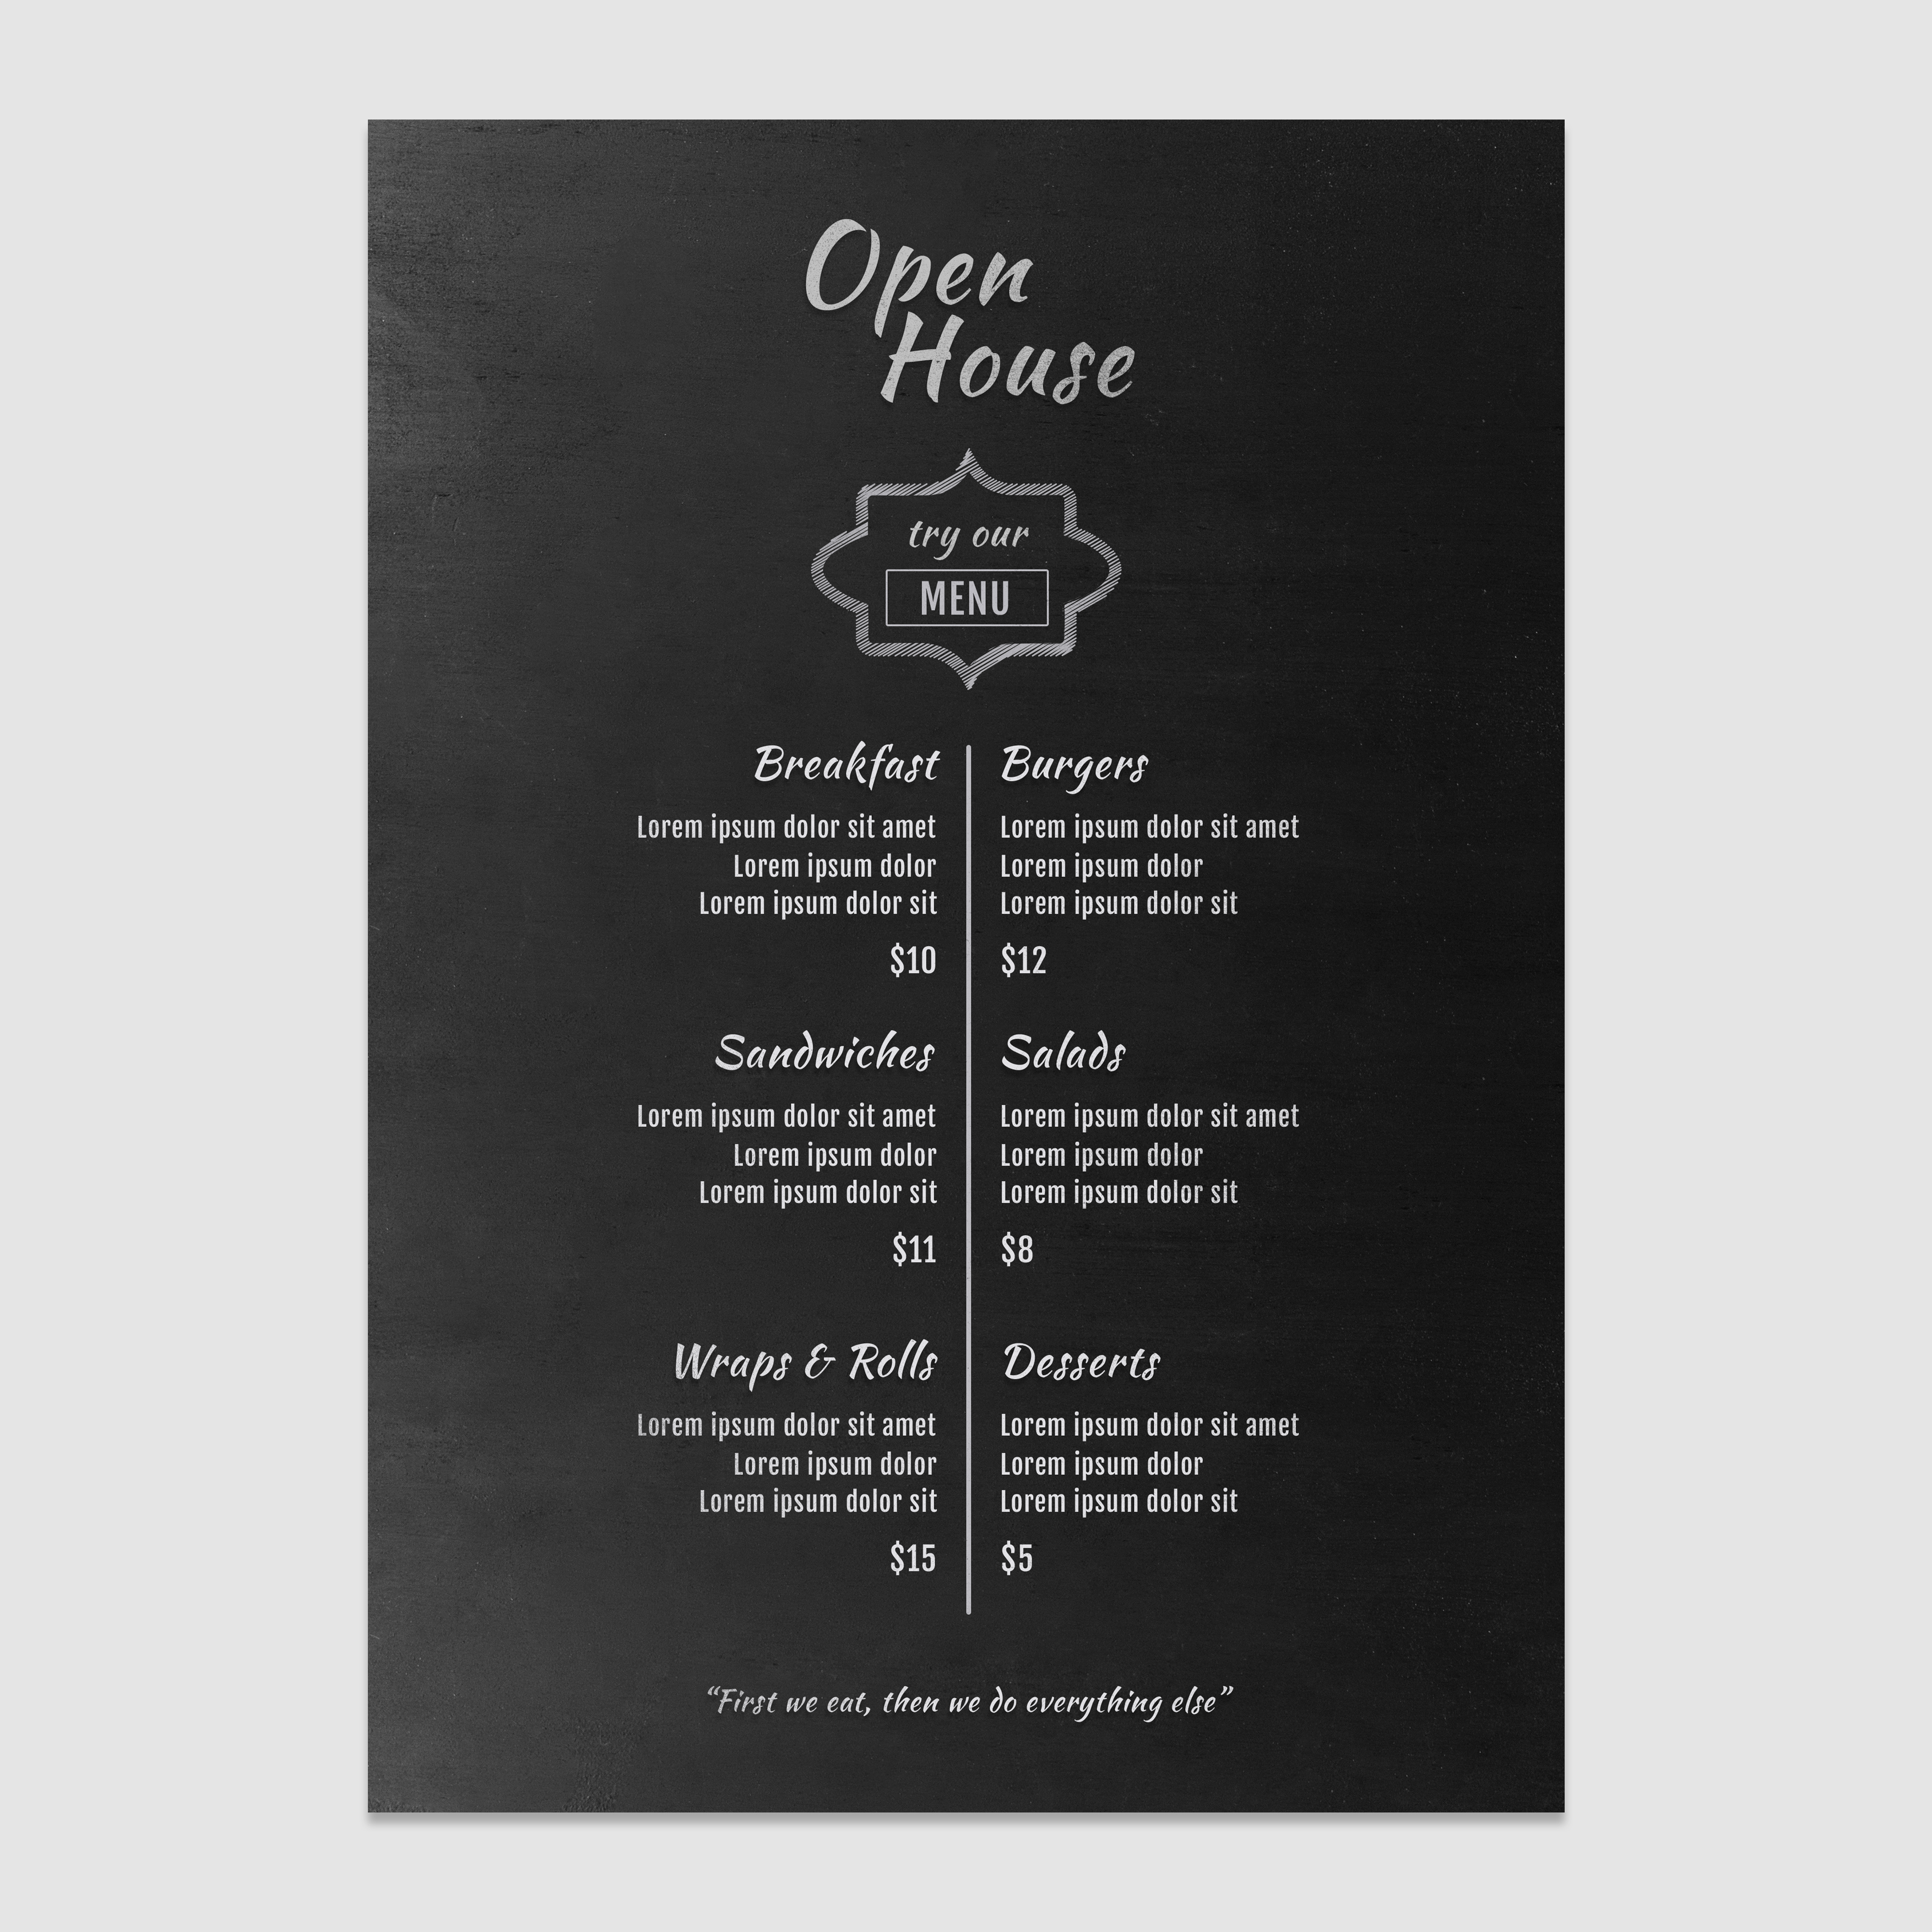 Open
House
try our
MENU
Breakfast
Lorem ipsum dolor sit amet
Lorem ipsum dolor
Lorem ipsum dolor sit
$10
Sandwiches
Lorem ipsum dolor sit amet
Lorem ipsum dolor
Lorem ipsum dolor sit
$11
Wraps & Rolls
Lorem ipsum dolor sit amet
Lorem ipsum dolor
Lorem ipsum dolor sit
$15
Burgers
Lorem ipsum dolor sit amet
Lorem ipsum dolor
Lorem ipsum dolor sit
$12
Salads
Lorem ipsum dolor sit amet
Lorem ipsum dolor
Lorem ipsum dolor sit
$8
Desserts
Lorem ipsum dolor sit amet
Lorem ipsum dolor
Lorem ipsum dolor sit
$5
“First we eat, then we do everything else”